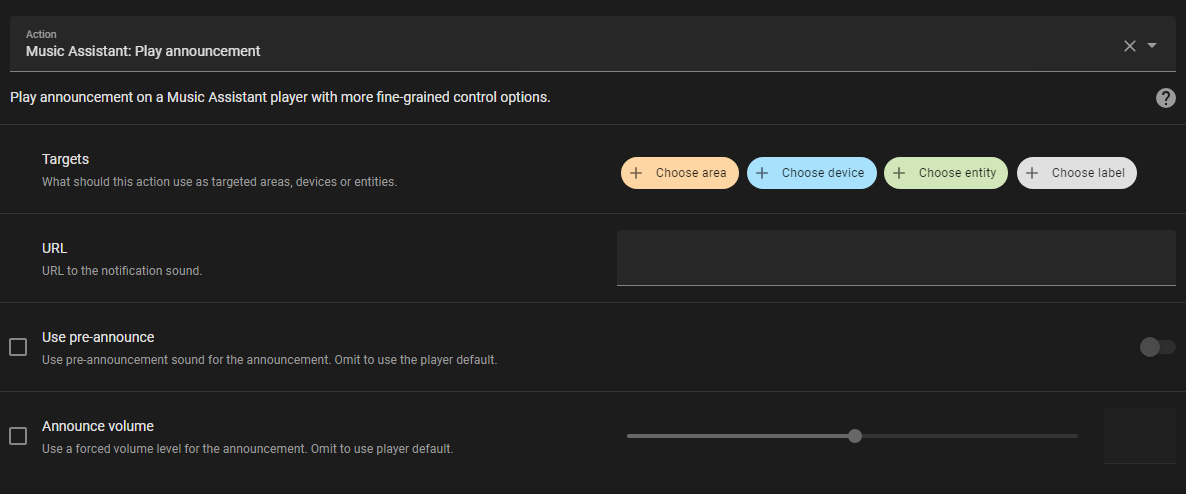 Action
Music Assistant: Play announcement
Play announcement on a Music Assistant player with more fine-grained control options.
Targets
What should this action use as targeted areas, devices or entities.
Choose area
Choose device
Choose entity
Choose label
URL
URL to the notification sound.
Use pre-announce
Use pre-announcement sound for the announcement. Omit to use the player default.
Announce volume
Use a forced volume level for the announcement. Omit to use player default.